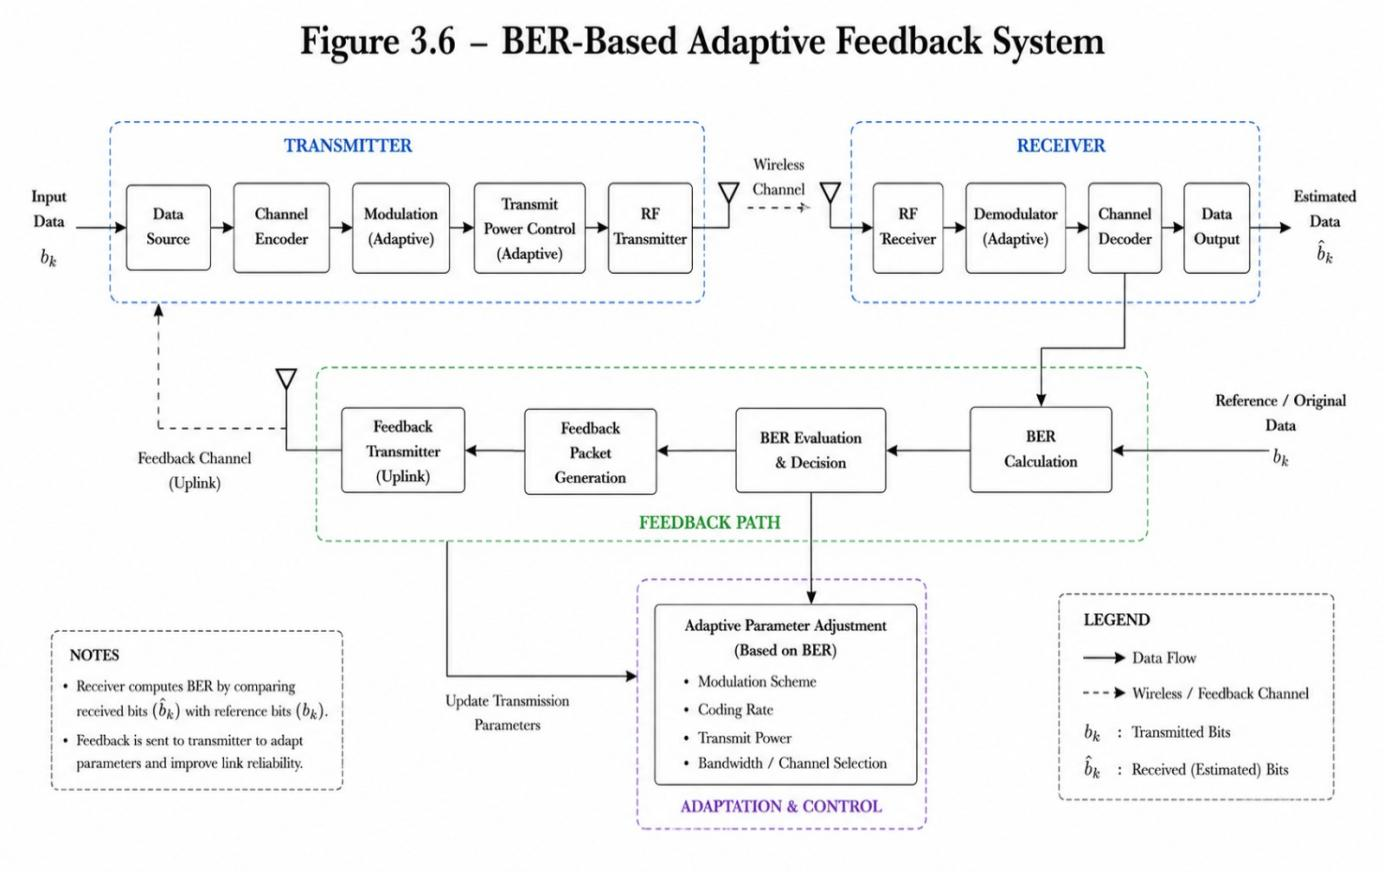 Figure 3.6 – BER-Based Adaptive Feedback System
TRANSMITTER
RECEIVER
Input
Data
b_k
Data
Source
Channel
Encoder
Modulation
(Adaptive)
Transmit
Power Control
(Adaptive)
RF
Transmitter
Wireless
Channel
RF
Receiver
Demodulator
(Adaptive)
Channel
Decoder
Data
Output
Estimated
Data
b̂_k
Feedback Channel
(Uplink)
Feedback
Transmitter
(Uplink)
Feedback
Packet
Generation
BER Evaluation
& Decision
BER
Calculation
Reference / Original
Data
b_k
FEEDBACK PATH
Update Transmission
Parameters
Adaptive Parameter Adjustment
(Based on BER)
• Modulation Scheme
• Coding Rate
• Transmit Power
• Bandwidth / Channel Selection
ADAPTATION & CONTROL
NOTES
• Receiver computes BER by comparing
received bits (b̂_k) with reference bits (b_k).
• Feedback is sent to transmitter to adapt
parameters and improve link reliability.
LEGEND
Data Flow
Wireless / Feedback Channel
b_k : Transmitted Bits
b̂_k : Received (Estimated) Bits